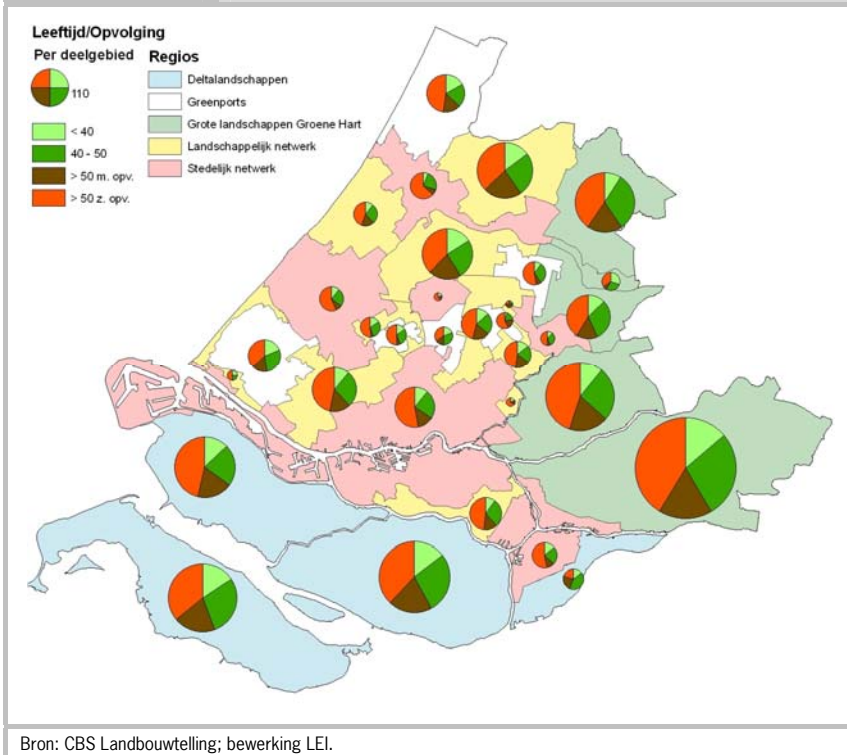 Leeftijd/Opvolging
Per deelgebied
110
< 40
40 - 50
> 50 m. opv.
> 50 z. opv.
Regios
Deltalandschappen
Greenports
Grote landschappen Groene Hart
Landschappelijk netwerk
Stedelijk netwerk
Bron: CBS Landbouwtelling; bewerking LEI.